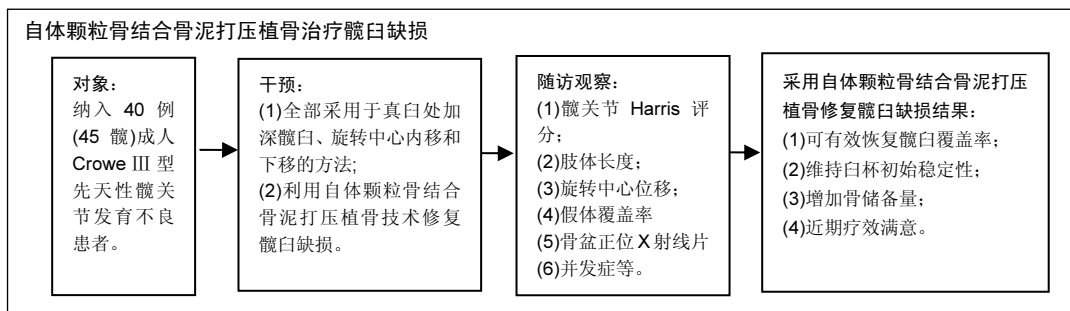 自体颗粒骨结合骨泥打压植骨治疗髋臼缺损
对象：
纳入 40 例
(45 髋)成人
Crowe Ⅲ 型
先天性髋关
节发育不良
患者。
干预：
(1)全部采用于真臼处加
深髋臼、旋转中心内移和
下移的方法;
(2)利用自体颗粒骨结合
骨泥打压植骨技术修复
髋臼缺损。
随访观察：
(1)髋关节 Harris 评
分；
(2)肢体长度；
(3)旋转中心位移；
(4)假体覆盖率
(5)骨盆正位 X 射线片
(6)并发症等。
采用自体颗粒骨结合骨泥打压
植骨修复髋臼缺损结果：
(1)可有效恢复髋臼覆盖率；
(2)维持臼杯初始稳定性；
(3)增加骨储备量；
(4)近期疗效满意。